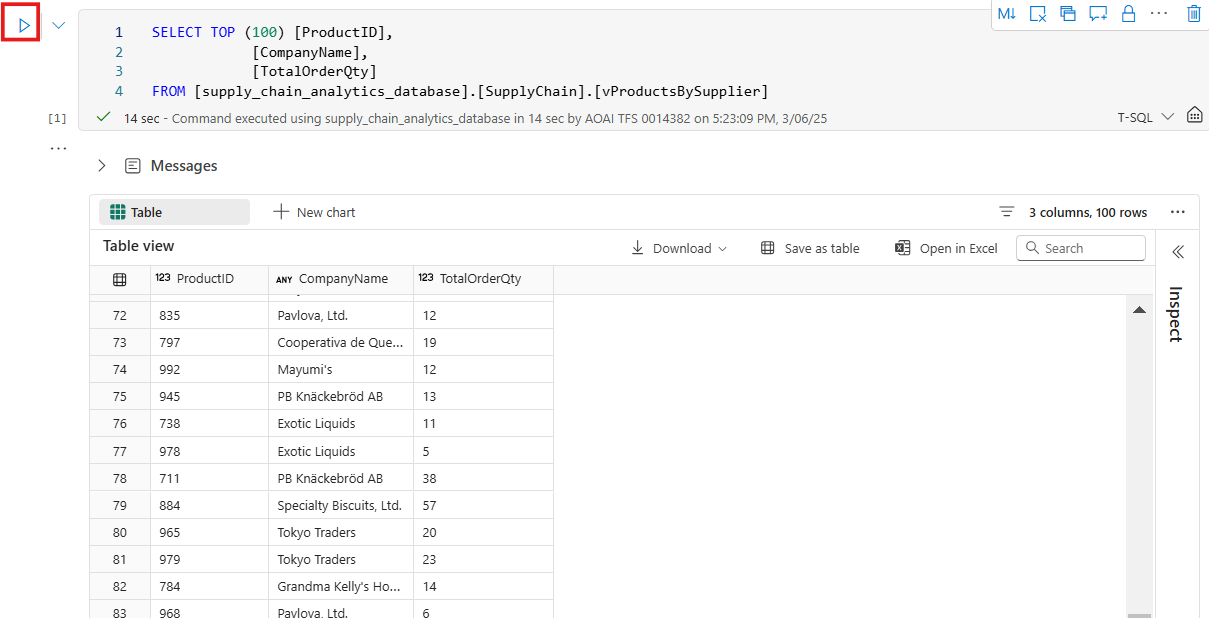 M↓
1 SELECT TOP (100) [ProductID],
2 [CompanyName],
3 [TotalOrderQty]
4 FROM [supply_chain_analytics_database].[SupplyChain].[vProductsBySupplier]
[1] 14 sec - Command executed using supply_chain_analytics_database in 14 sec by AOAI TFS 0014382 on 5:23:09 PM, 3/06/25 T-SQL
Messages
Table New chart 3 columns, 100 rows
Table view Download Save as table Open in Excel Search
Inspect
123 ProductID ANY CompanyName 123 TotalOrderQty
72 835 Pavlova, Ltd. 12
73 797 Cooperativa de Que... 19
74 992 Mayumi's 12
75 945 PB Knäckebröd AB 13
76 738 Exotic Liquids 11
77 978 Exotic Liquids 5
78 711 PB Knäckebröd AB 38
79 884 Specialty Biscuits, Ltd. 57
80 965 Tokyo Traders 20
81 979 Tokyo Traders 23
82 784 Grandma Kelly's Ho... 14
83 968 Pavlova, Ltd. 6